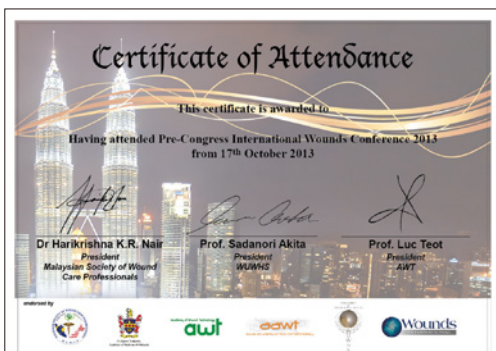 Certificate of Attendance
This certificate is awarded to
Having attended Pre-Congress International Wounds Conference 2013
from 17th October 2013
Dr Harikrishna K.R. Nair
President
Malaysian Society of Wound
Care Professionals
Prof. Sadanori Akita
President
WUWHS
Prof. Luc Teot
President
AWT
endorsed by
awt
aawt
Wounds